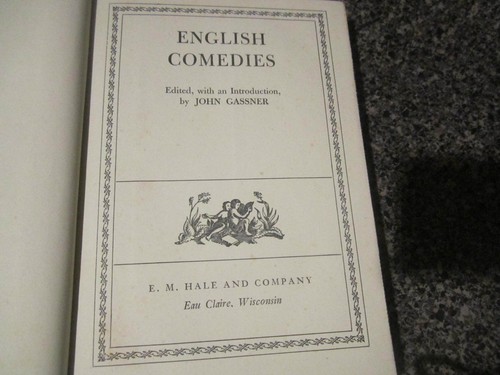 ENGLISH
COMEDIES
Edited, with an Introduction,
by JOHN GASSNER
E. M. HALE AND COMPANY
Eau Claire, Wisconsin